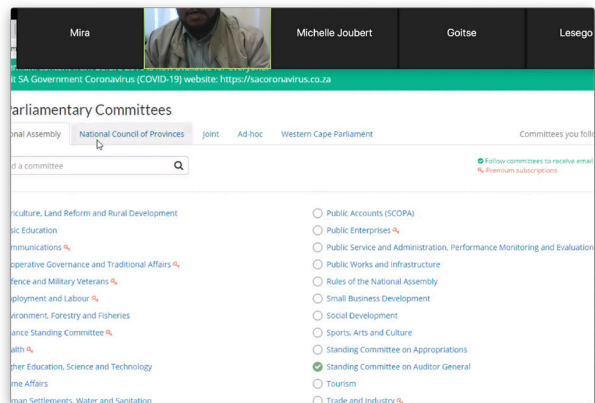 Mira
Michelle Joubert
Goitse
Lesego
it SA Government Coronavirus (COVID-19) website: https://sacoronavirus.co.za
Parliamentary Committees
onal Assembly National Council of Provinces Joint Ad-hoc Western Cape Parliament Committees you follo
d a committee
Follow committees to receive email
Premium subscriptions
riculture, Land Reform and Rural Development
sic Education
mmunications
operative Governance and Traditional Affairs
fence and Military Veterans
ployment and Labour
vironment, Forestry and Fisheries
ance Standing Committee
alth
gher Education, Science and Technology
me Affairs
man Settlements, Water and Sanitation
Public Accounts (SCOPA)
Public Enterprises
Public Service and Administration, Performance Monitoring and Evaluation
Public Works and Infrastructure
Rules of the National Assembly
Small Business Development
Social Development
Sports, Arts and Culture
Standing Committee on Appropriations
Standing Committee on Auditor General
Tourism
Trade and Industry